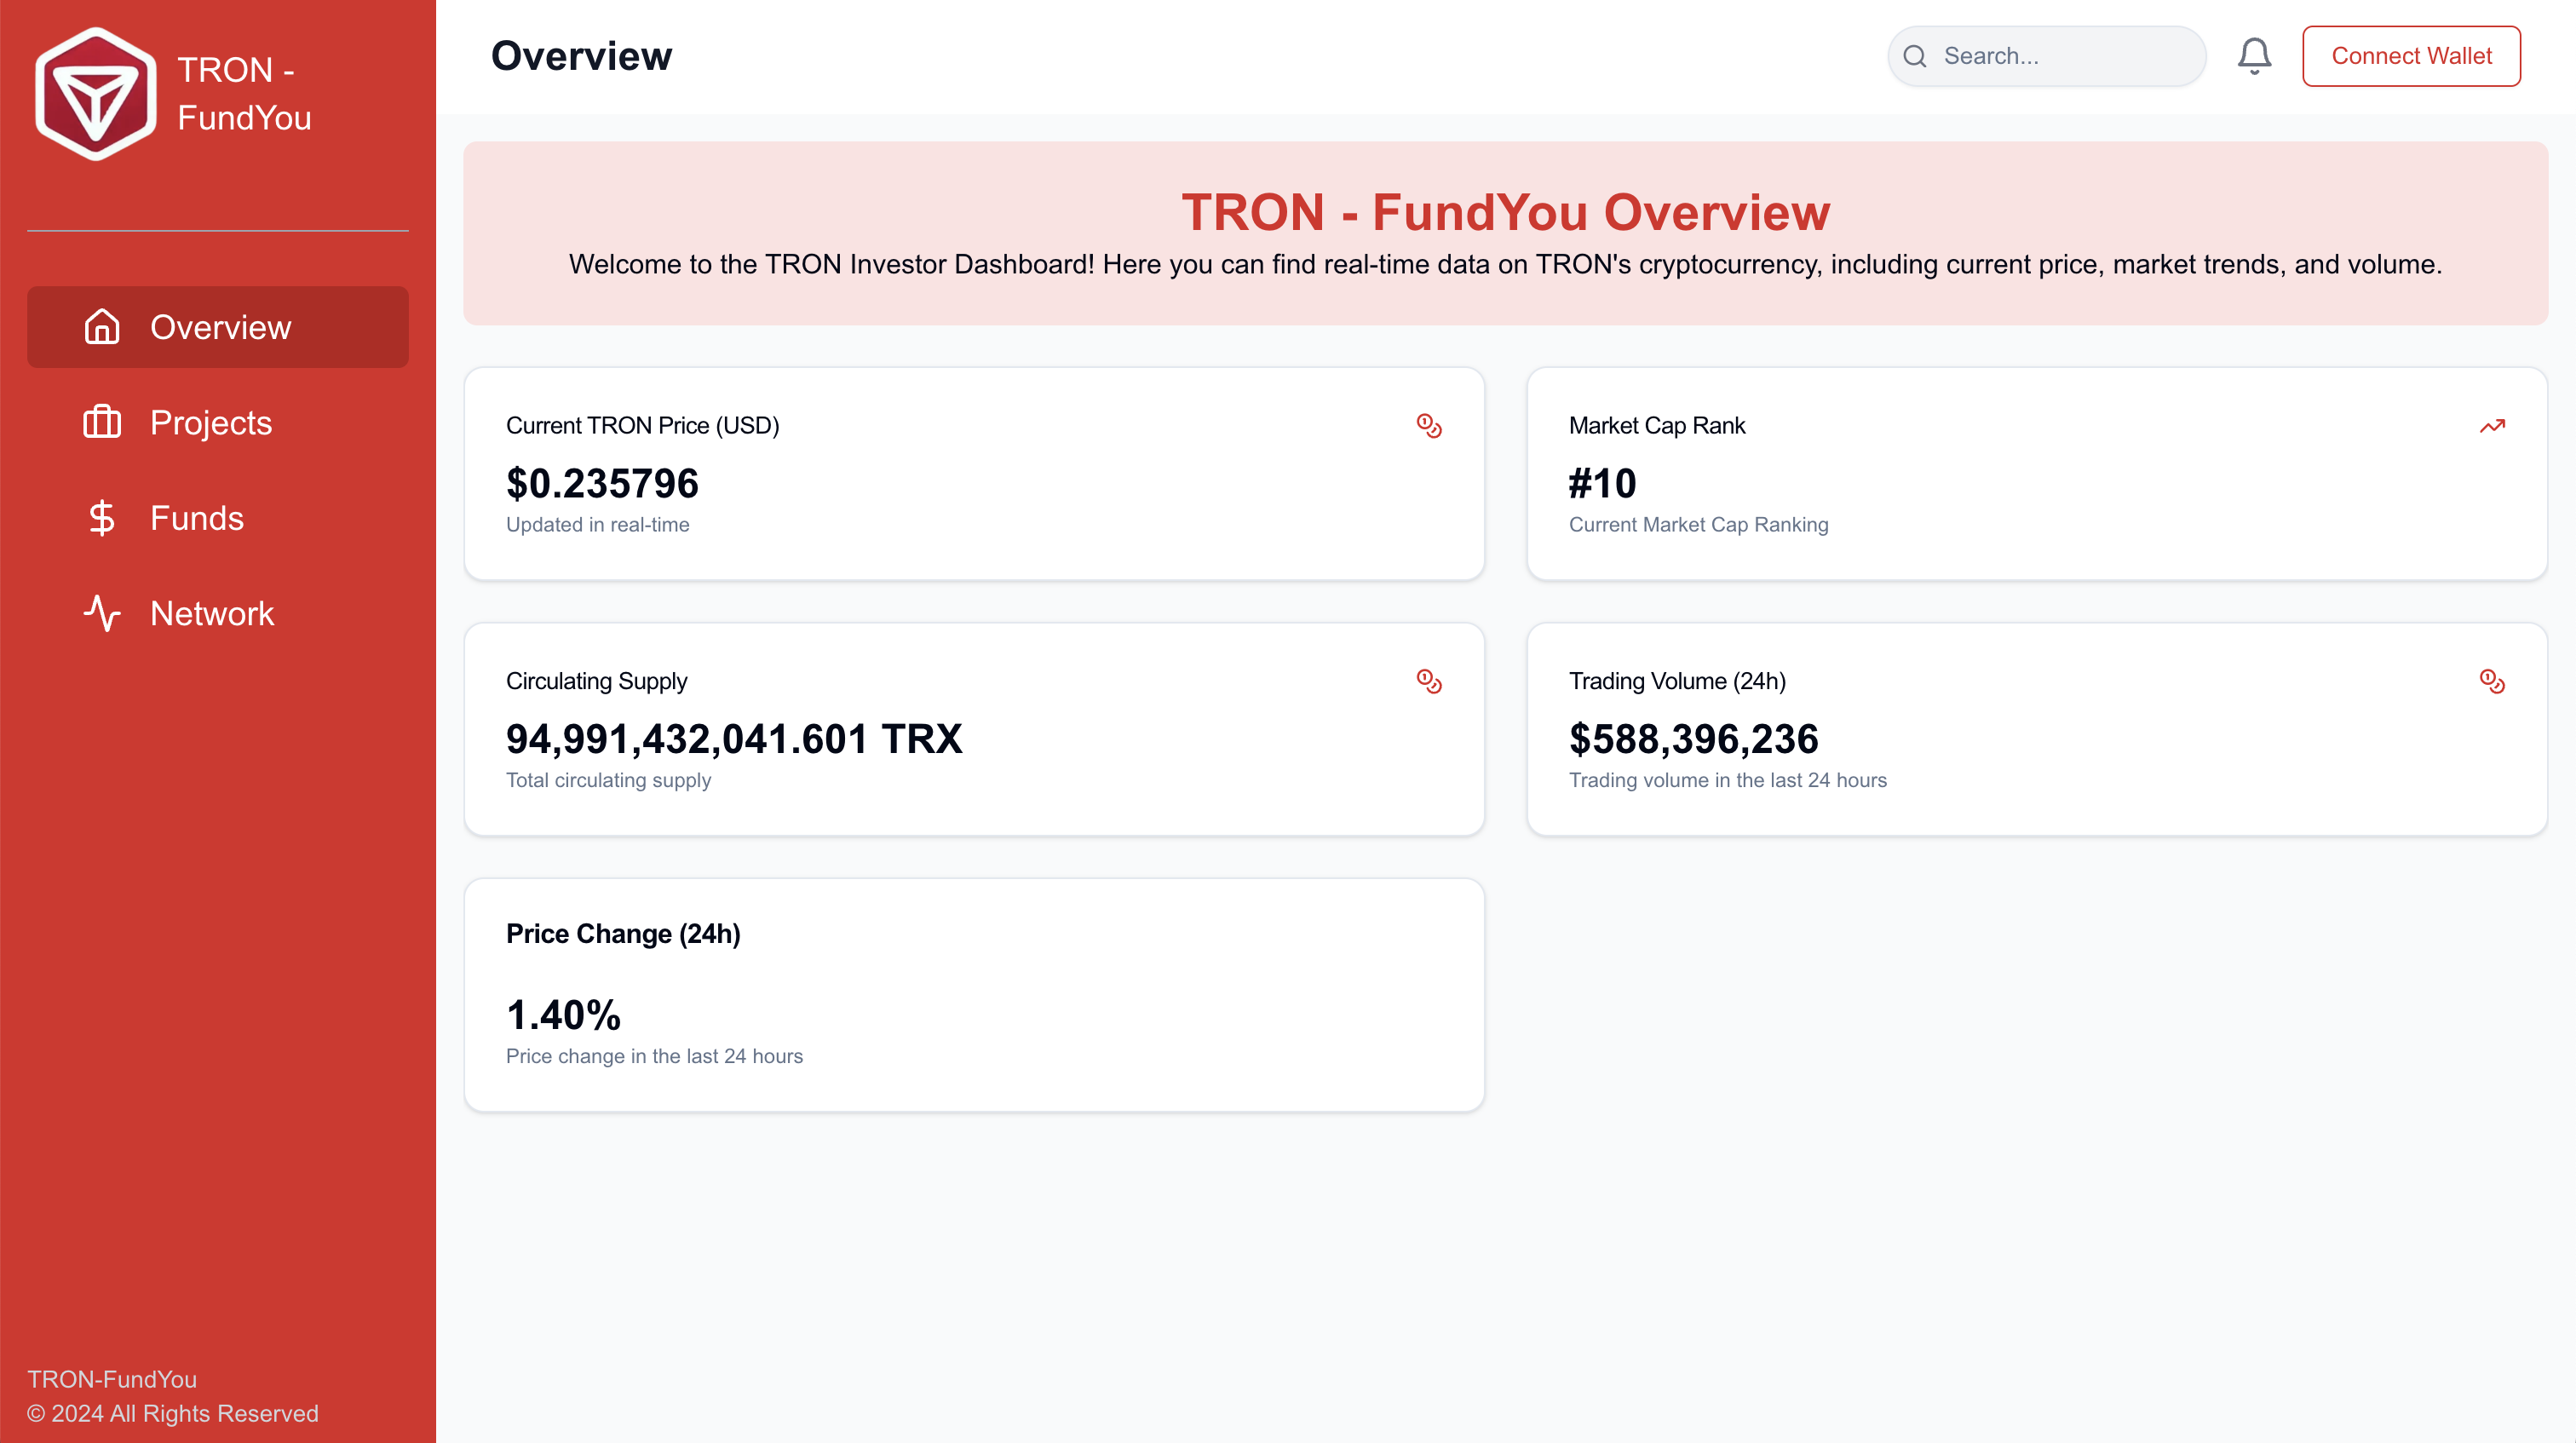 TRON -
FundYou
Overview
Projects
Funds
Network
TRON-FundYou
© 2024 All Rights Reserved
Overview
Search...
Connect Wallet
TRON - FundYou Overview
Welcome to the TRON Investor Dashboard! Here you can find real-time data on TRON's cryptocurrency, including current price, market trends, and volume.
Current TRON Price (USD)
$0.235796
Updated in real-time
Market Cap Rank
#10
Current Market Cap Ranking
Circulating Supply
94,991,432,041.601 TRX
Total circulating supply
Trading Volume (24h)
$588,396,236
Trading volume in the last 24 hours
Price Change (24h)
1.40%
Price change in the last 24 hours